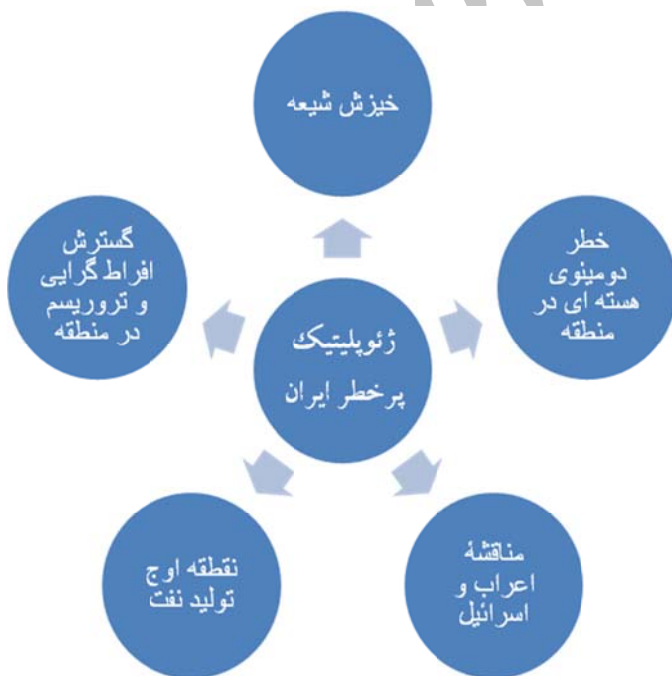 خیزش شیعه
خطر
دومینوی
هسته ای در
منطقه
گسترش
افراط گرایی
و تروریسم
در منطقه
ژئوپلیتیک
پرخطر ایران
مناقشهٔ
اعراب و
اسرائیل
نقطقه اوج
تولید نفت